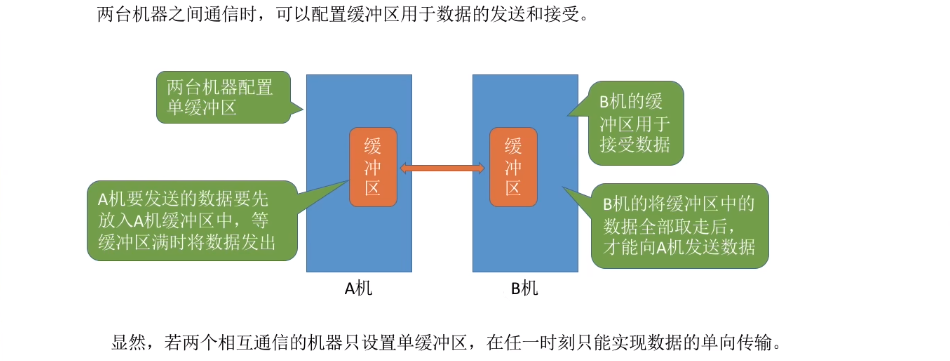 两台机器之间通信时，可以配置缓冲区用于数据的发送和接受。
两台机器配置
单缓冲区
A机要发送的数据要先
放入A机缓冲区中，等
缓冲区满时将数据发出
缓
冲
区
缓
冲
区
B机的缓
冲区用于
接受数据
B机的将缓冲区中的
数据全部取走后，
才能向A机发送数据
A机
B机
显然，若两个相互通信的机器只设置单缓冲区，在任一时刻只能实现数据的单向传输。